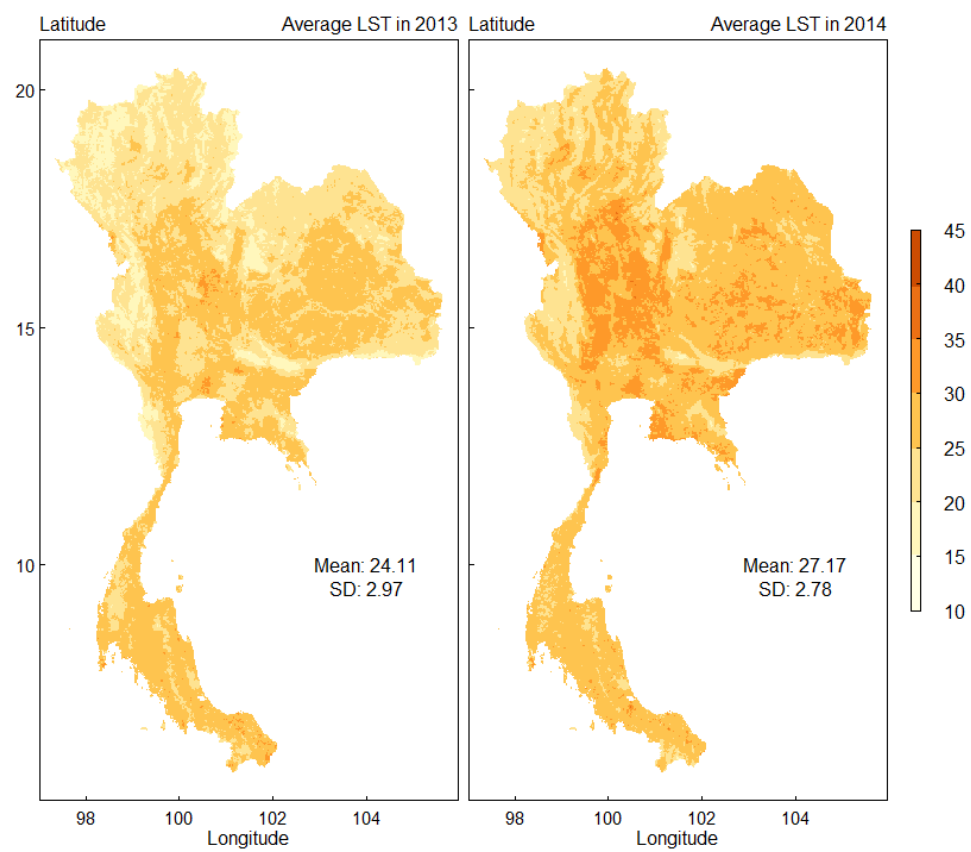 Latitude
Average LST in 2013
Latitude
Average LST in 2014
20
15
10
Mean: 24.11
SD: 2.97
Mean: 27.17
SD: 2.78
45
40
35
30
25
20
15
10
98 100 102 104
98 100 102 104
Longitude
Longitude